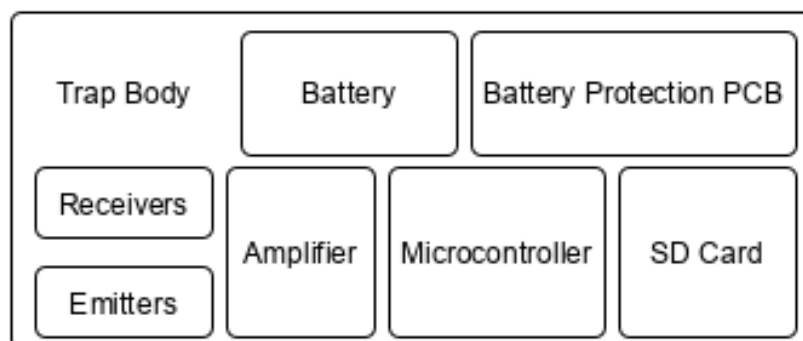 Trap Body
Battery
Battery Protection PCB
Receivers
Amplifier
Microcontroller
SD Card
Emitters